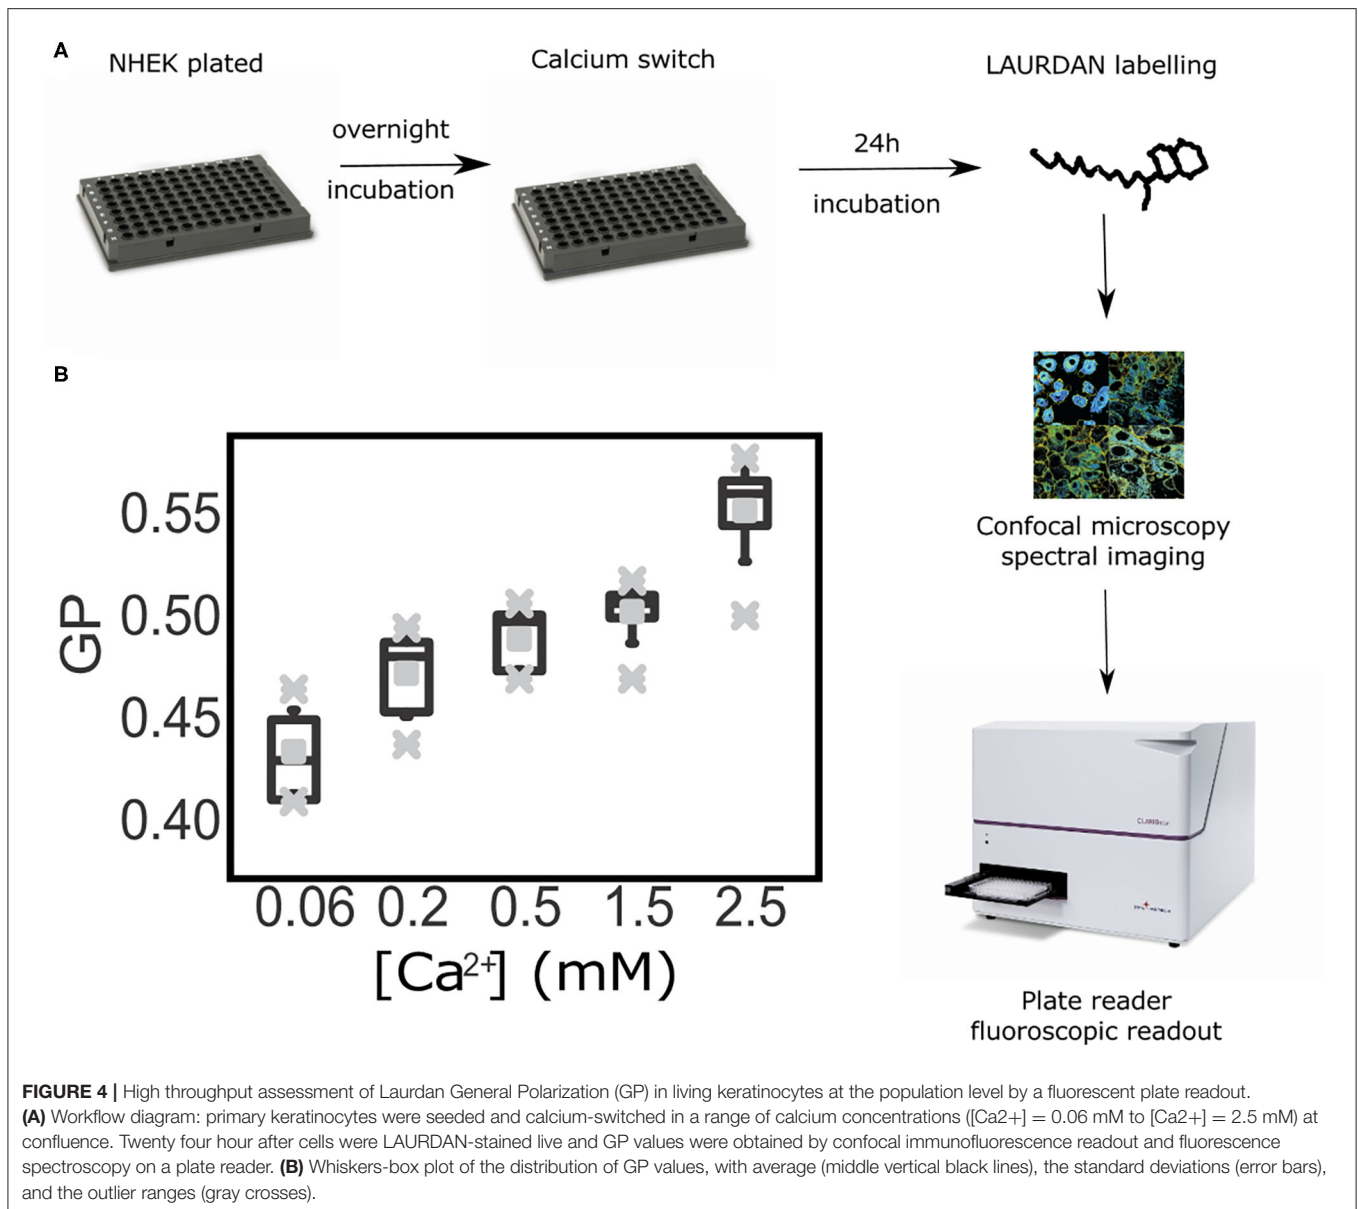 A
NHEK plated
Calcium switch
LAURDAN labelling
overnight
incubation
24h
incubation
Confocal microscopy
spectral imaging
Plate reader
fluoroscopic readout
B
GP
0.55
0.50
0.45
0.40
0.06 0.2 0.5 1.5 2.5
[Ca2+] (mM)
FIGURE 4 | High throughput assessment of Laurdan General Polarization (GP) in living keratinocytes at the population level by a fluorescent plate readout.
(A) Workflow diagram: primary keratinocytes were seeded and calcium-switched in a range of calcium concentrations ([Ca2+] = 0.06 mM to [Ca2+] = 2.5 mM) at
confluence. Twenty four hour after cells were LAURDAN-stained live and GP values were obtained by confocal immunofluorescence readout and fluorescence
spectroscopy on a plate reader. (B) Whiskers-box plot of the distribution of GP values, with average (middle vertical black lines), the standard deviations (error bars),
and the outlier ranges (gray crosses).